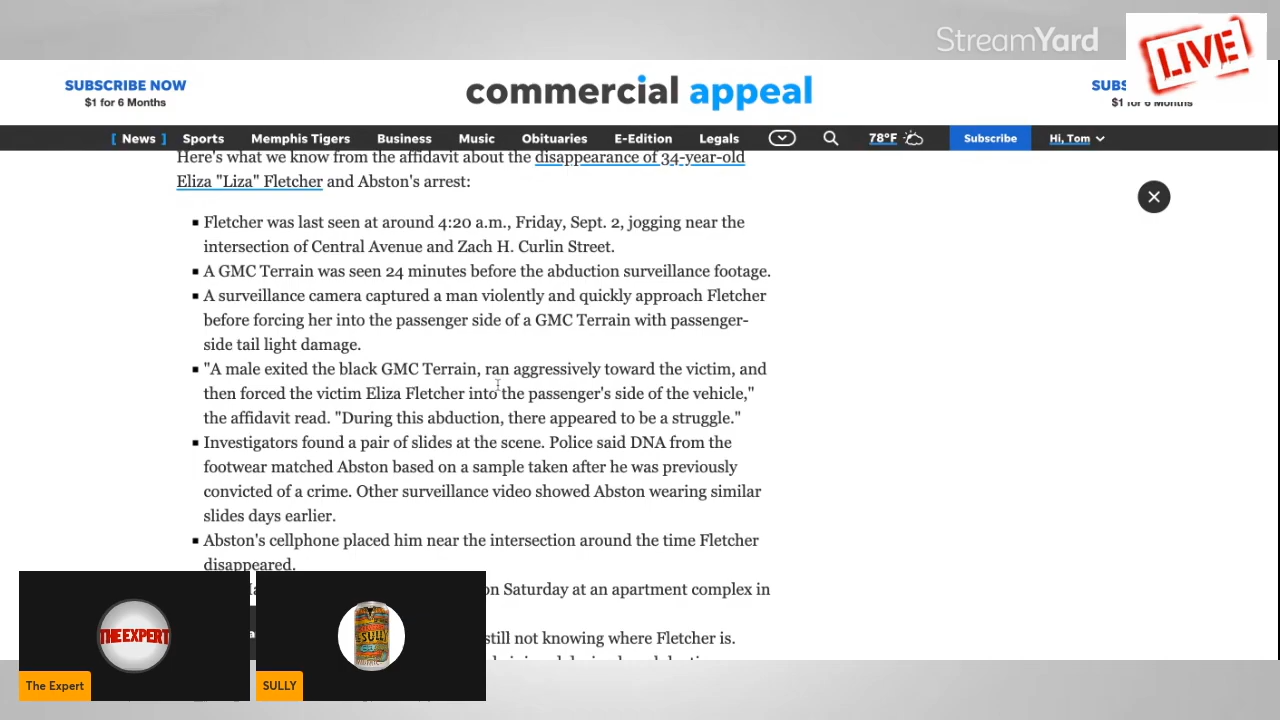 StreamYard
LIVE
SUBSCRIBE NOW
$1 for 6 Months
commercial appeal
SUBS
$1 for 6 Months
[ News ] Sports Memphis Tigers Business Music Obituaries E-Edition Legals 78°F Subscribe Hi, Tom
Here's what we know from the affidavit about the disappearance of 34-year-old
Eliza "Liza" Fletcher and Abston's arrest:
▪ Fletcher was last seen at around 4:20 a.m., Friday, Sept. 2, jogging near the
intersection of Central Avenue and Zach H. Curlin Street.
▪ A GMC Terrain was seen 24 minutes before the abduction surveillance footage.
▪ A surveillance camera captured a man violently and quickly approach Fletcher
before forcing her into the passenger side of a GMC Terrain with passenger-
side tail light damage.
▪ "A male exited the black GMC Terrain, ran aggressively toward the victim, and
then forced the victim Eliza Fletcher into the passenger's side of the vehicle,"
the affidavit read. "During this abduction, there appeared to be a struggle."
▪ Investigators found a pair of slides at the scene. Police said DNA from the
footwear matched Abston based on a sample taken after he was previously
convicted of a crime. Other surveillance video showed Abston wearing similar
slides days earlier.
▪ Abston's cellphone placed him near the intersection around the time Fletcher
disappeared.
on Saturday at an apartment complex in
still not knowing where Fletcher is.
THE EXPERT
SULLY
The Expert
SULLY